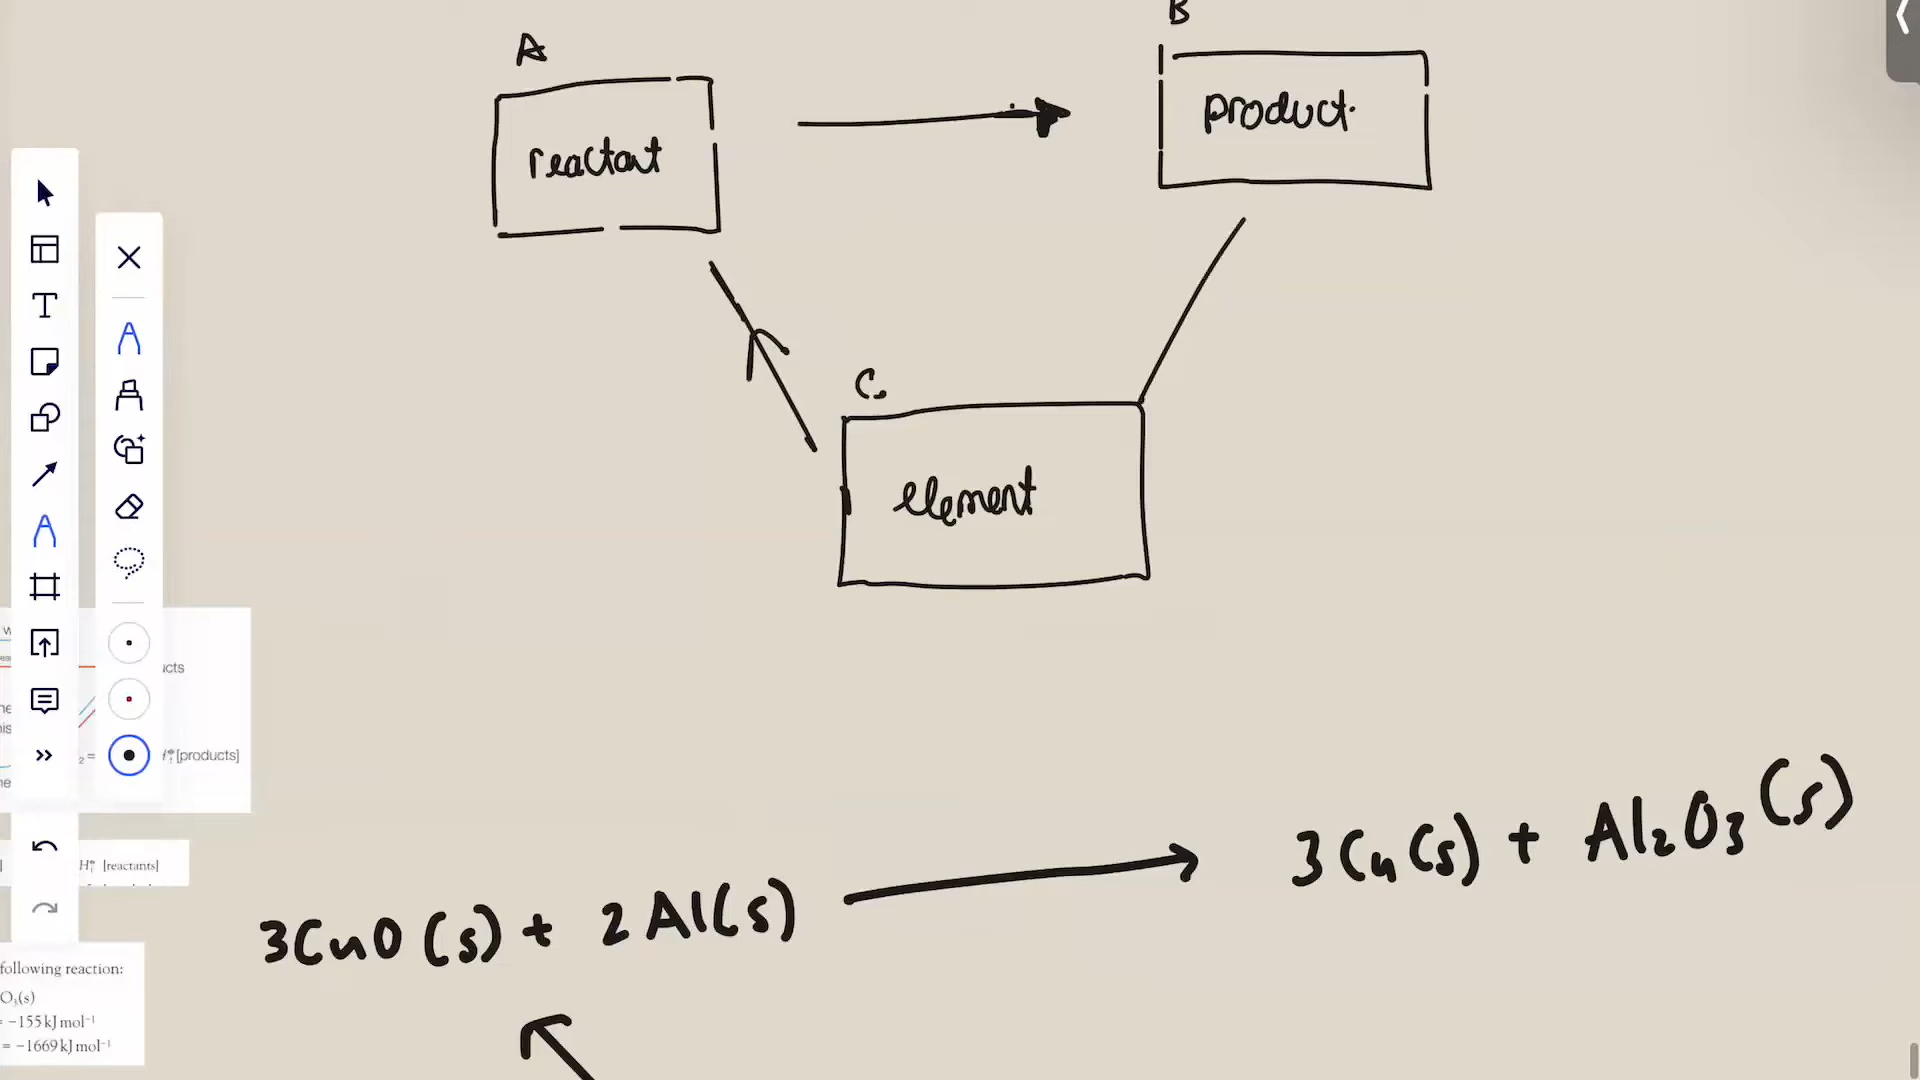 A
B
reactant
product
C
element
ucts
[products]
H [reactants]
3CuO(s) + 2Al(s)
3Cu(s) + Al₂O₃(s)
following reaction:
O₃(s)
= −155 kJ mol⁻¹
= −1669 kJ mol⁻¹